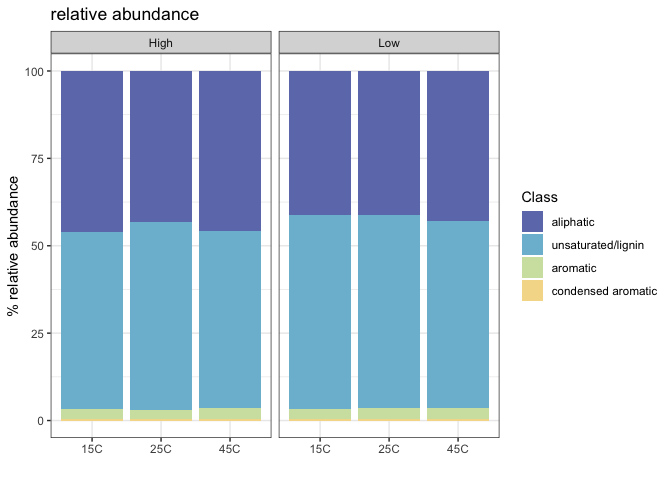 relative abundance
High
Low
% relative abundance
100
75
50
25
0
15C
25C
45C
15C
25C
45C
Class
aliphatic
unsaturated/lignin
aromatic
condensed aromatic